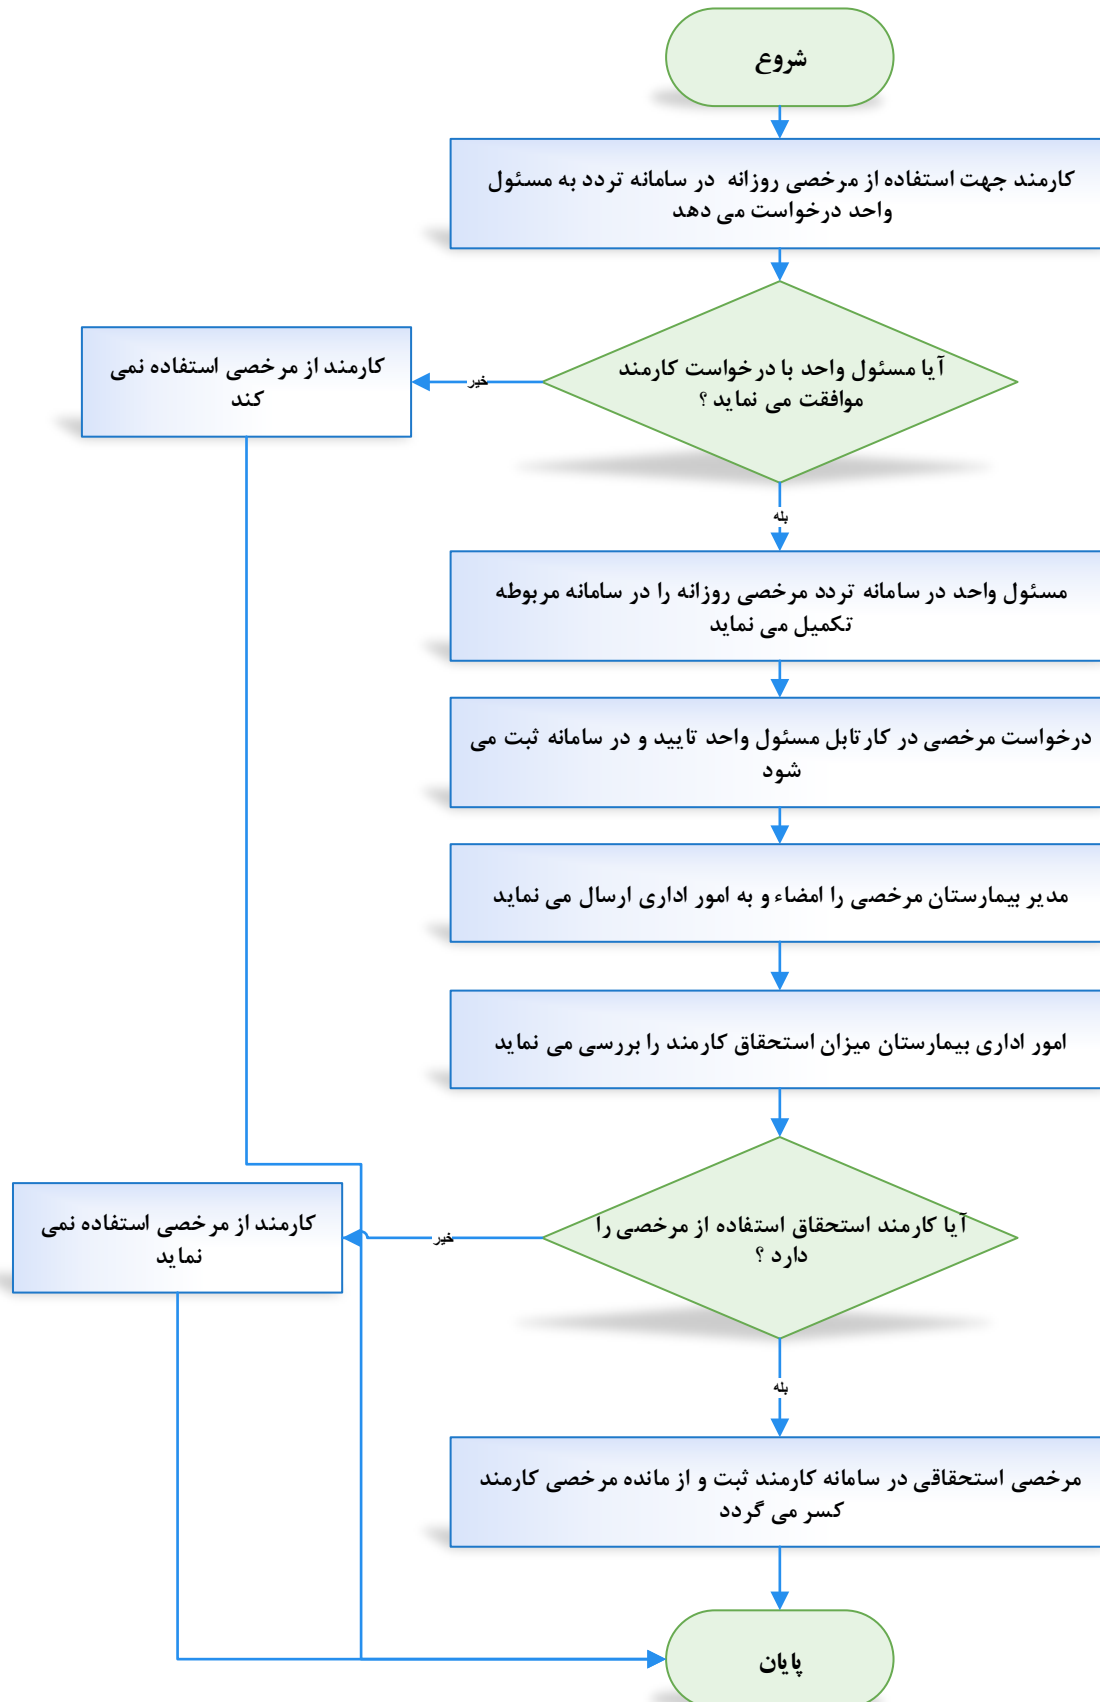 شروع
کارمند جهت استفاده از مرخصی روزانه در سامانه تردد به مسئول
واحد درخواست می دهد
آیا مسئول واحد با درخواست کارمند
موافقت می نماید ؟
خیر
کارمند از مرخصی استفاده نمی
کند
بله
مسئول واحد در سامانه تردد مرخصی روزانه را در سامانه مربوطه
تکمیل می نماید
درخواست مرخصی در کارتابل مسئول واحد تایید و در سامانه ثبت می
شود
مدیر بیمارستان مرخصی را امضاء و به امور اداری ارسال می نماید
امور اداری بیمارستان میزان استحقاق کارمند را بررسی می نماید
آیا کارمند استحقاق استفاده از مرخصی را
دارد ؟
خیر
کارمند از مرخصی استفاده نمی
نماید
بله
مرخصی استحقاقی در سامانه کارمند ثبت و از مانده مرخصی کارمند
کسر می گردد
پایان